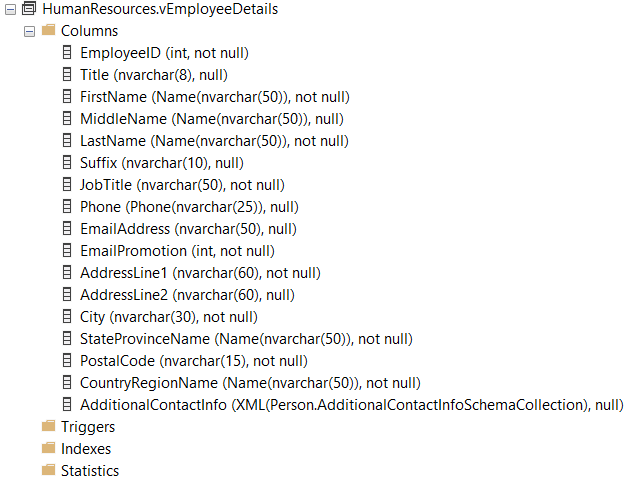 HumanResources.vEmployeeDetails
Columns
EmployeeID (int, not null)
Title (nvarchar(8), null)
FirstName (Name(nvarchar(50)), not null)
MiddleName (Name(nvarchar(50)), null)
LastName (Name(nvarchar(50)), not null)
Suffix (nvarchar(10), null)
JobTitle (nvarchar(50), not null)
Phone (Phone(nvarchar(25)), null)
EmailAddress (nvarchar(50), null)
EmailPromotion (int, not null)
AddressLine1 (nvarchar(60), not null)
AddressLine2 (nvarchar(60), null)
City (nvarchar(30), not null)
StateProvinceName (Name(nvarchar(50)), not null)
PostalCode (nvarchar(15), not null)
CountryRegionName (Name(nvarchar(50)), not null)
AdditionalContactInfo (XML(Person.AdditionalContactInfoSchemaCollection), null)
Triggers
Indexes
Statistics